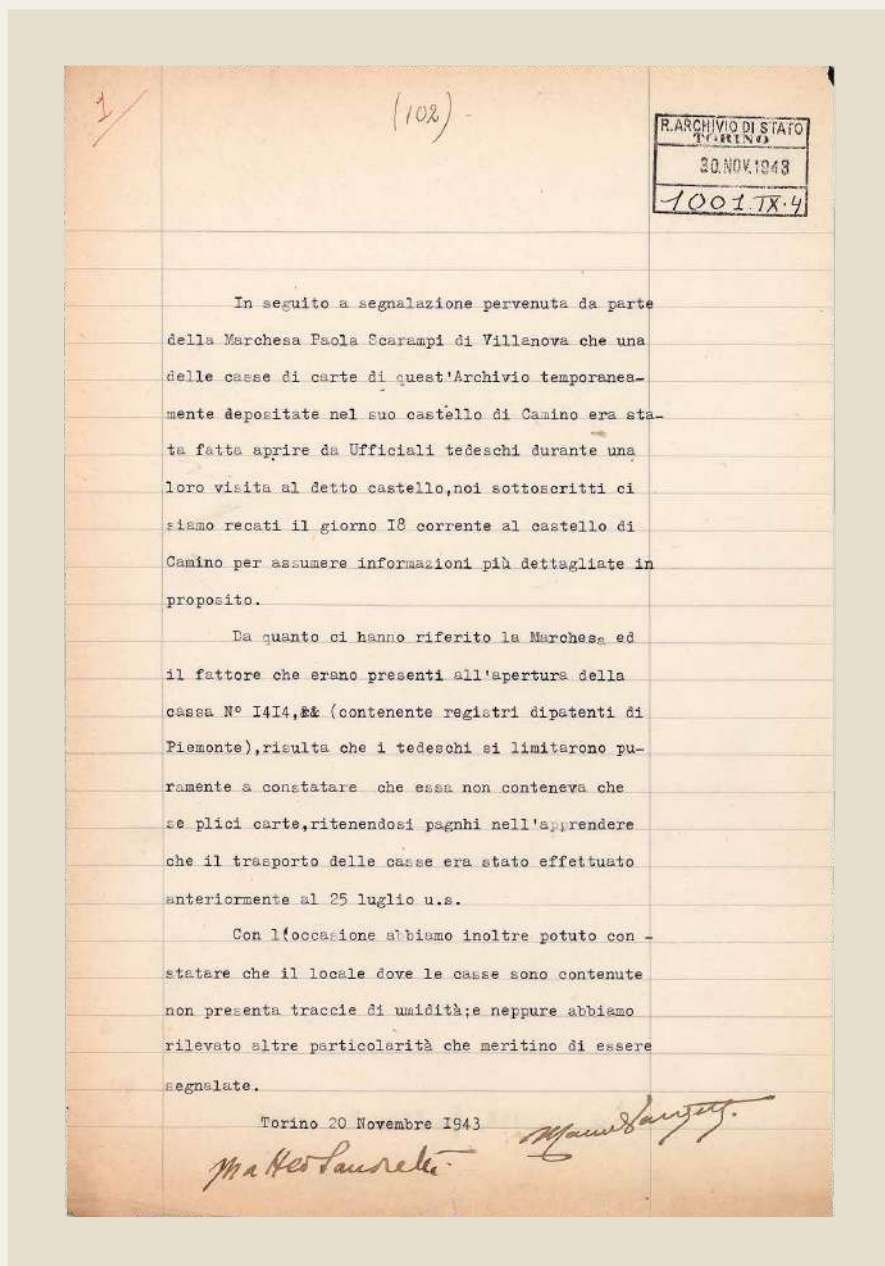 1/
(102) -
R. ARCHIVIO DI STATO
TORINO
20.NOV.1943
1001.IX.4
In seguito a segnalazione pervenuta da parte
della Marchesa Paola Scarampi di Villanova che una
delle casse di carte di quest'Archivio temporanea-
mente depositate nel suo castello di Camino era sta-
ta fatta aprire da Ufficiali tedeschi durante una
loro visita al detto castello,noi sottoscritti ci
siamo recati il giorno I8 corrente al castello di
Camino per assumere informazioni più dettagliate in
proposito.
Da quanto ci hanno riferito la Marchesa ed
il fattore che erano presenti all'apertura della
cassa N° I4I4, (contenente registri dipatenti di
Piemonte),risulta che i tedeschi si limitarono pu-
ramente a constatare che essa non conteneva che
se plici carte,ritenendosi pagnhi nell'apprendere
che il trasporto delle casse era stato effettuato
anteriormente al 25 luglio u.s.
Con l'occasione abbiamo inoltre potuto con -
statare che il locale dove le casse sono contenute
non presenta traccie di umidità;e neppure abbiamo
rilevato altre particolarità che meritino di essere
segnalate.
Torino 20 Novembre I943
Matteo Sandretti.